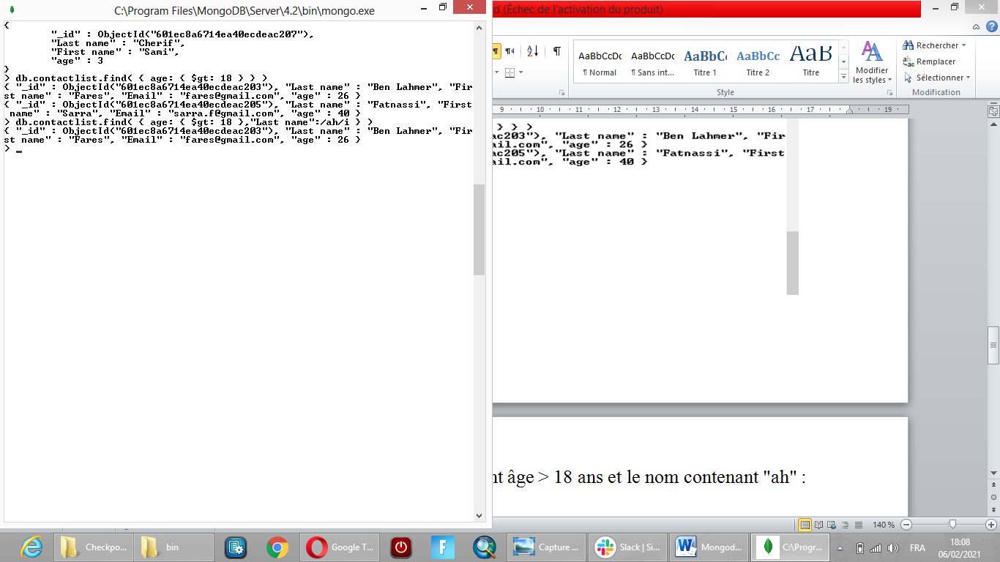 C:\Program Files\MongoDB\Server\4.2\bin\mongo.exe
{
"_id" : ObjectId("601ec8a6714ea40ecdeac207"),
"Last name" : "Cherif",
"First name" : "Sami",
"age" : 3
}
> db.contactlist.find( { age: { $gt: 18 } } )
{ "_id" : ObjectId("601ec8a6714ea40ecdeac203"), "Last name" : "Ben Lahmer", "Fir
st name" : "Fares", "Email" : "fares@gmail.com", "age" : 26 }
{ "_id" : ObjectId("601ec8a6714ea40ecdeac205"), "Last name" : "Fatnassi", "First
 name" : "Sarra", "Email" : "sarra.f@gmail.com", "age" : 40 }
> db.contactlist.find( { age: { $gt: 18 },"Last name":/ah/i } )
{ "_id" : ObjectId("601ec8a6714ea40ecdeac203"), "Last name" : "Ben Lahmer", "Fir
st name" : "Fares", "Email" : "fares@gmail.com", "age" : 26 }
>
d (Échec de l'activation du produit)
AaBbCcDc AaBbCcDc AaBbCc AaBbCc AaB
¶ Normal ¶ Sans int... Titre 1 Titre 2 Titre
Modifier
les styles
Rechercher
Remplacer
Sélectionner
Style
Modification
9 10 11 12 13 14 15 16 17 19
} } )
ac203"), "Last name" : "Ben Lahmer", "Fir
ail.com", "age" : 26 }
ac205"), "Last name" : "Fatnassi", "First
ail.com", "age" : 40 }
nt âge > 18 ans et le nom contenant "ah" :
140 %
Checkpo...
bin
Google T...
Capture ...
Slack | Si...
Mongod...
C:\Progr...
FRA
18:08
06/02/2021